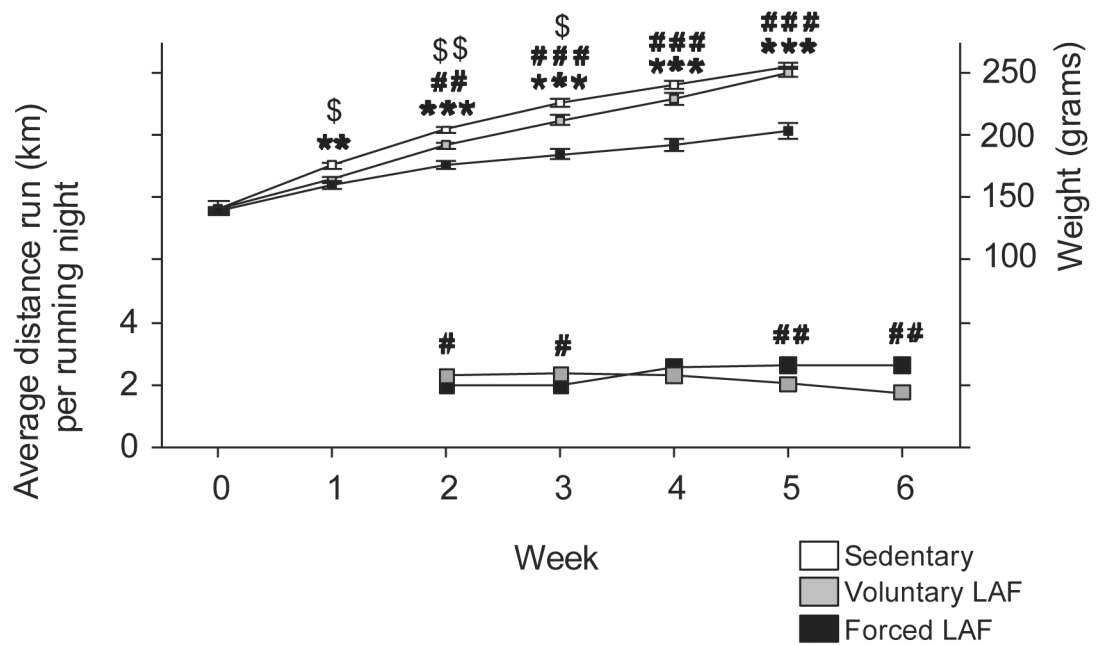 $
**
$ $
##
***
$
###
***
###
***
###
***
250
200
150
100
Weight (grams)
Average distance run (km)
per running night
4
2
0
#
#
##
##
0 1 2 3 4 5 6
Week
Sedentary
Voluntary LAF
Forced LAF